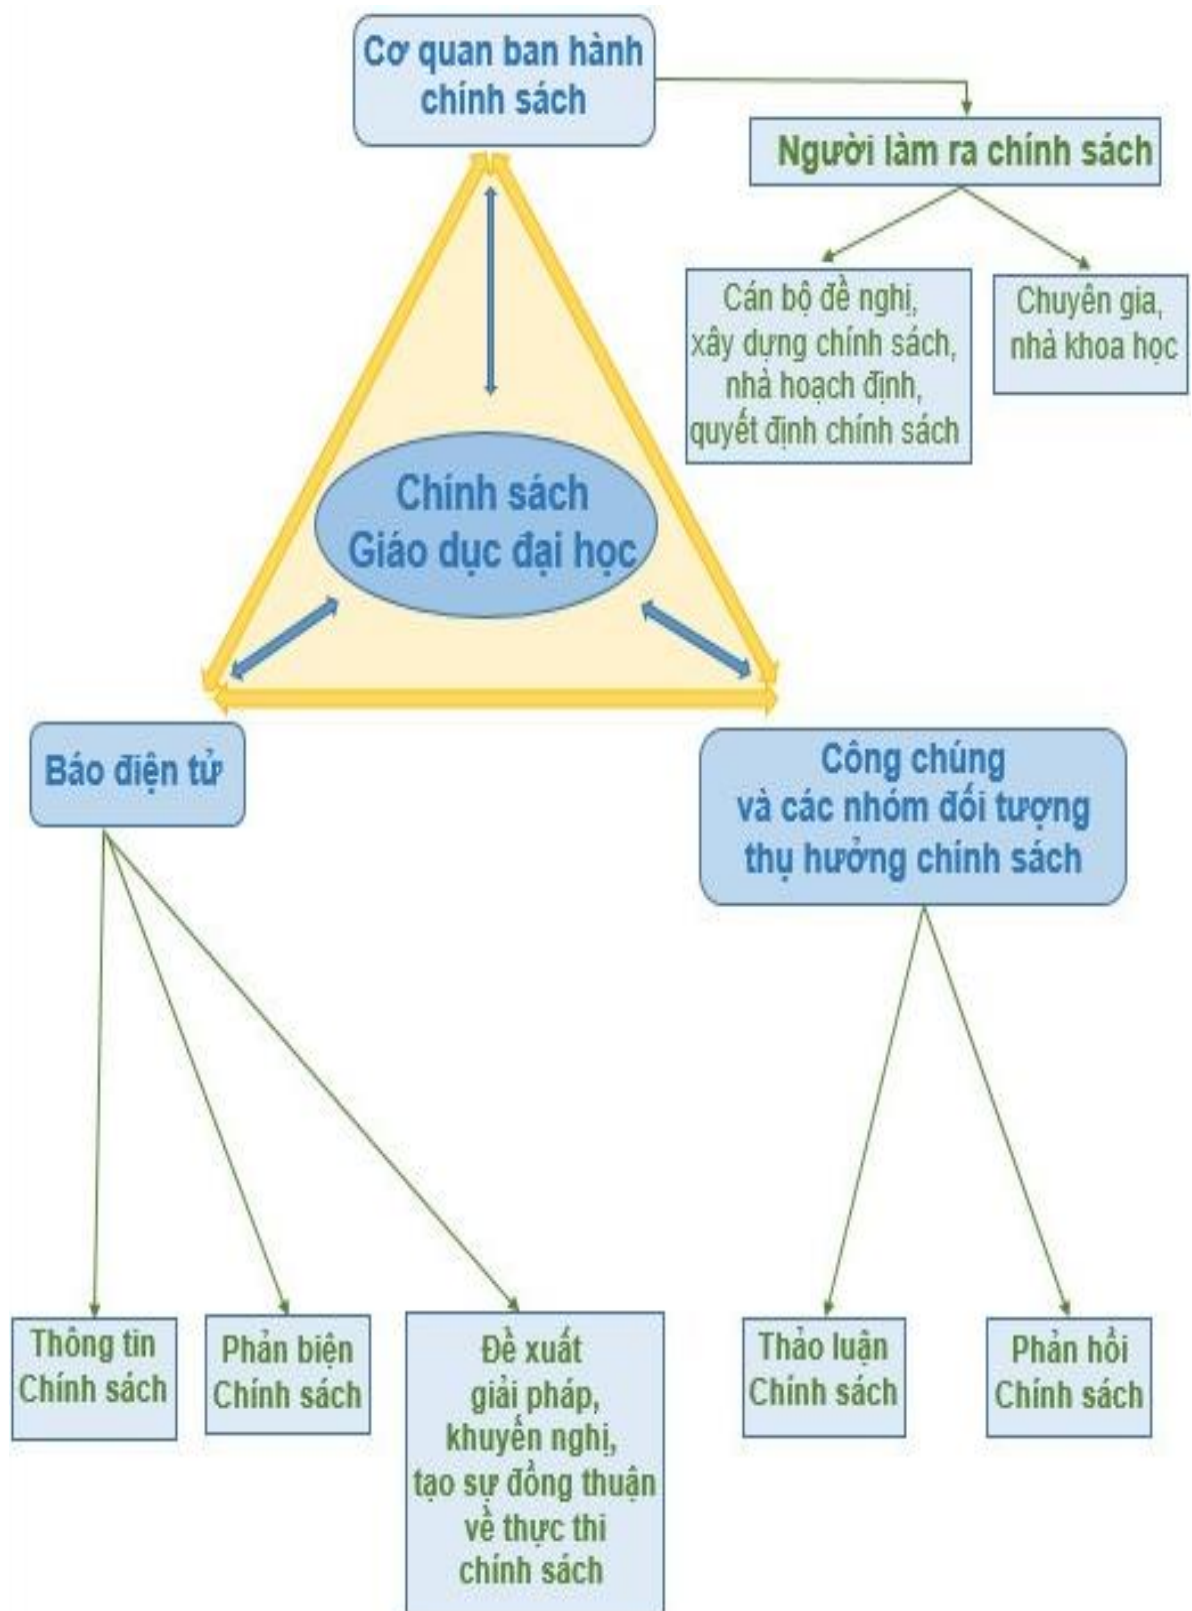 Cơ quan ban hành
chính sách
Người làm ra chính sách
Cán bộ đề nghị,
xây dựng chính sách,
nhà hoạch định,
quyết định chính sách
Chuyên gia,
nhà khoa học
Chính sách
Giáo dục đại học
Báo điện tử
Công chúng
và các nhóm đối tượng
thụ hưởng chính sách
Thông tin
Chính sách
Phản biện
Chính sách
Đề xuất
giải pháp,
khuyến nghị,
tạo sự đồng thuận
về thực thi
chính sách
Thảo luận
Chính sách
Phản hồi
Chính sách